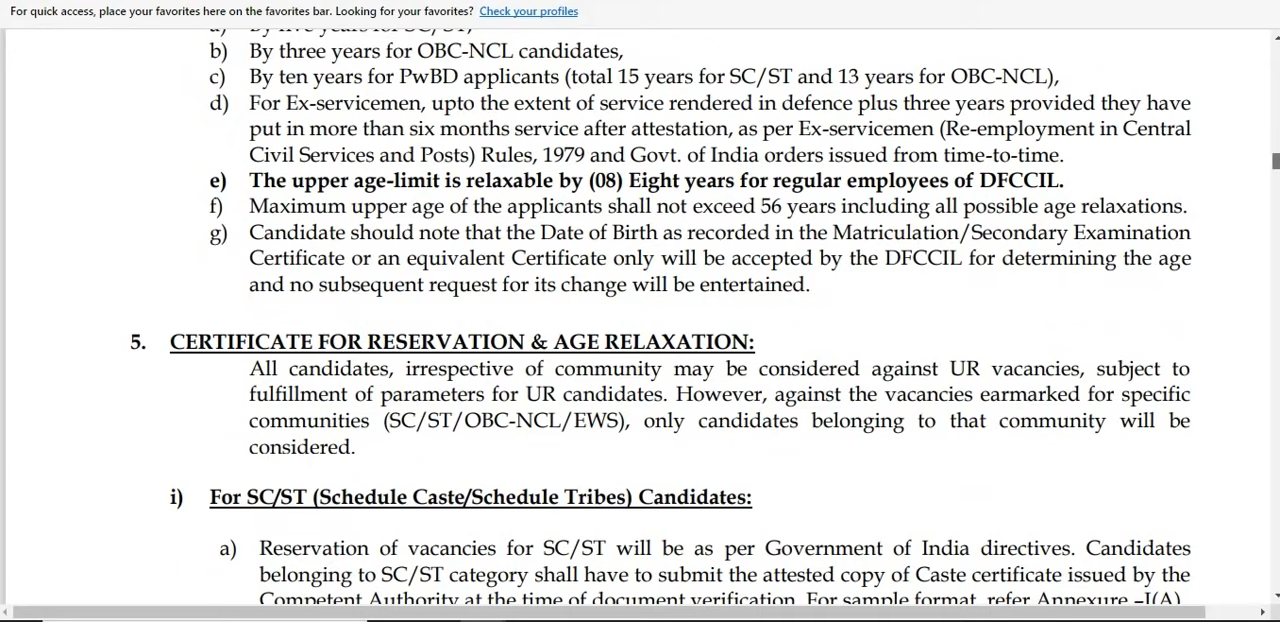 For quick access, place your favorites here on the favorites bar. Looking for your favorites? Check your profiles
b) By three years for OBC-NCL candidates,
c) By ten years for PwBD applicants (total 15 years for SC/ST and 13 years for OBC-NCL),
d) For Ex-servicemen, upto the extent of service rendered in defence plus three years provided they have
put in more than six months service after attestation, as per Ex-servicemen (Re-employment in Central
Civil Services and Posts) Rules, 1979 and Govt. of India orders issued from time-to-time.
e) The upper age-limit is relaxable by (08) Eight years for regular employees of DFCCIL.
f) Maximum upper age of the applicants shall not exceed 56 years including all possible age relaxations.
g) Candidate should note that the Date of Birth as recorded in the Matriculation/Secondary Examination
Certificate or an equivalent Certificate only will be accepted by the DFCCIL for determining the age
and no subsequent request for its change will be entertained.
5. CERTIFICATE FOR RESERVATION & AGE RELAXATION:
All candidates, irrespective of community may be considered against UR vacancies, subject to
fulfillment of parameters for UR candidates. However, against the vacancies earmarked for specific
communities (SC/ST/OBC-NCL/EWS), only candidates belonging to that community will be
considered.
i) For SC/ST (Schedule Caste/Schedule Tribes) Candidates:
a) Reservation of vacancies for SC/ST will be as per Government of India directives. Candidates
belonging to SC/ST category shall have to submit the attested copy of Caste certificate issued by the
Competent Authority at the time of document verification. For sample format, refer Annexure –I(A)